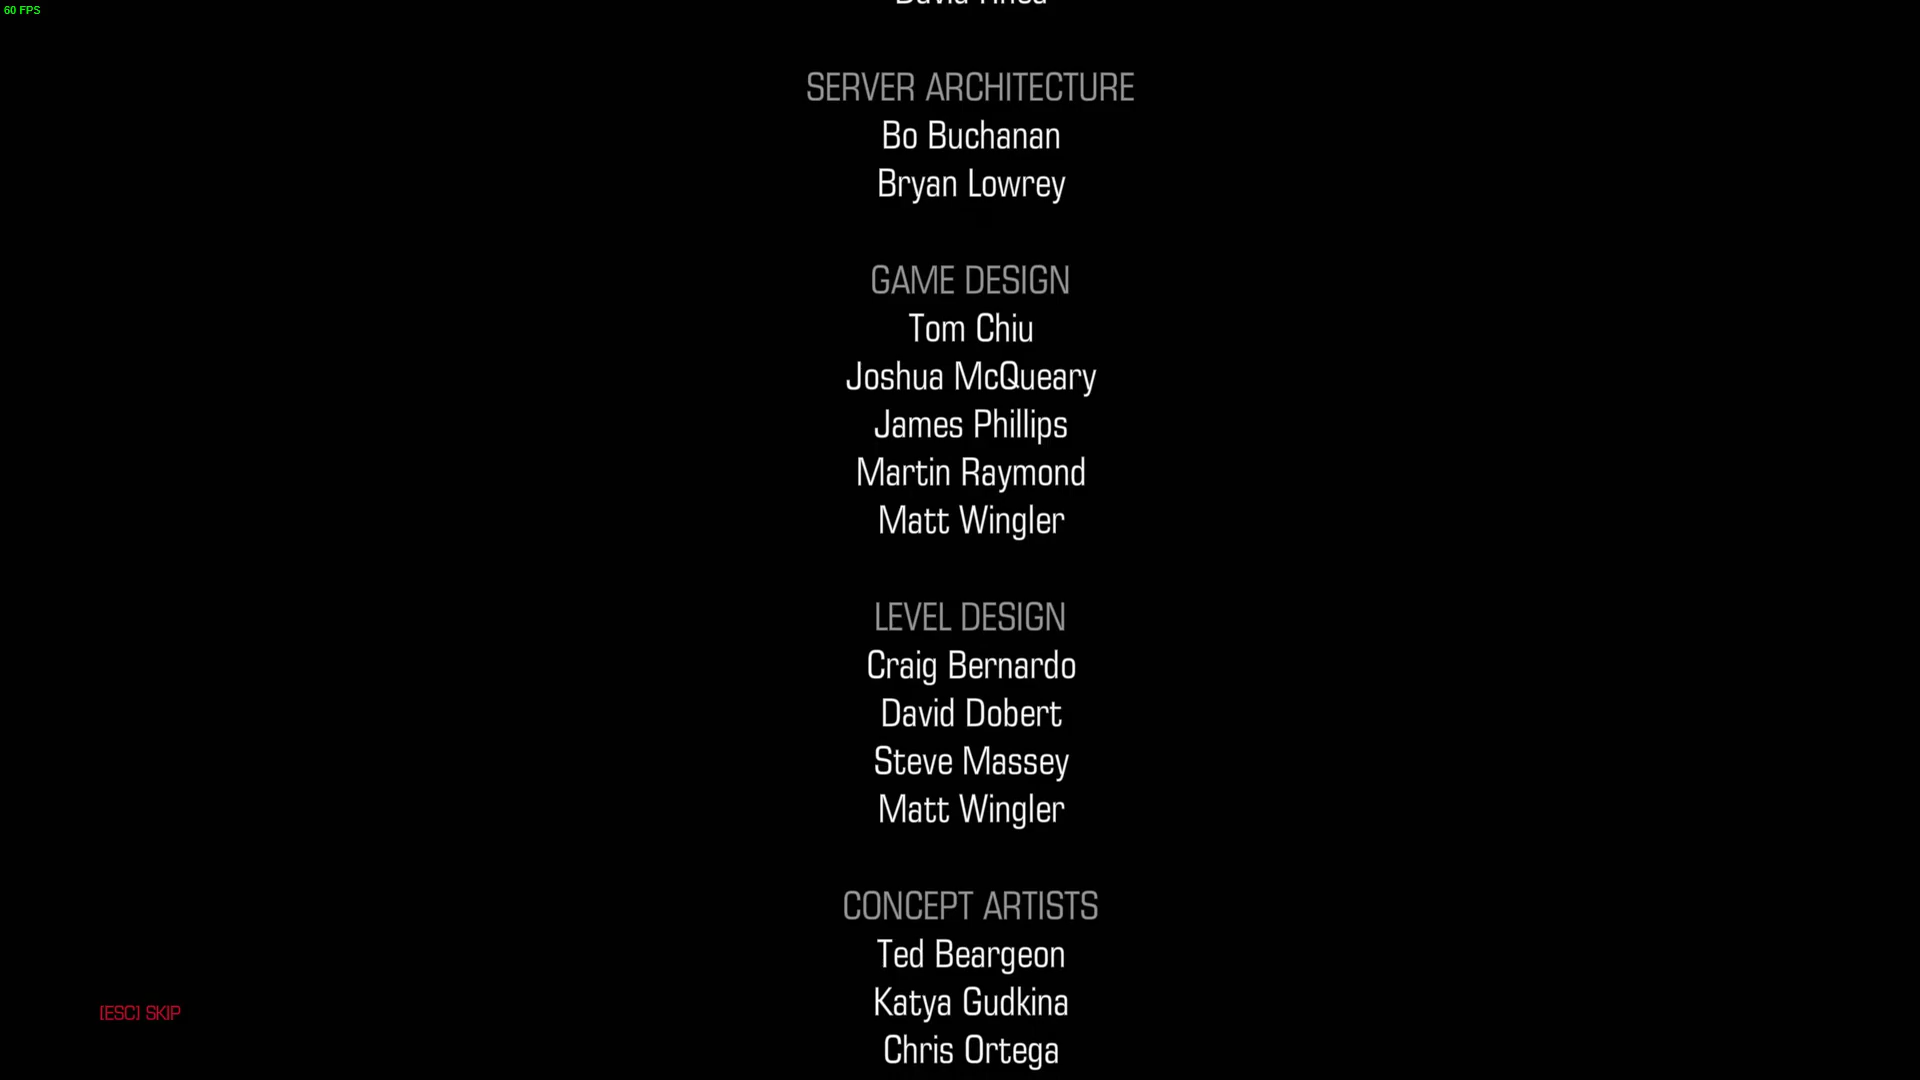 60 FPS
David
SERVER ARCHITECTURE
Bo Buchanan
Bryan Lowrey
GAME DESIGN
Tom Chiu
Joshua McQueary
James Phillips
Martin Raymond
Matt Wingler
LEVEL DESIGN
Craig Bernardo
David Dobert
Steve Massey
Matt Wingler
CONCEPT ARTISTS
Ted Beargeon
Katya Gudkina
Chris Ortega
[ESC] SKIP